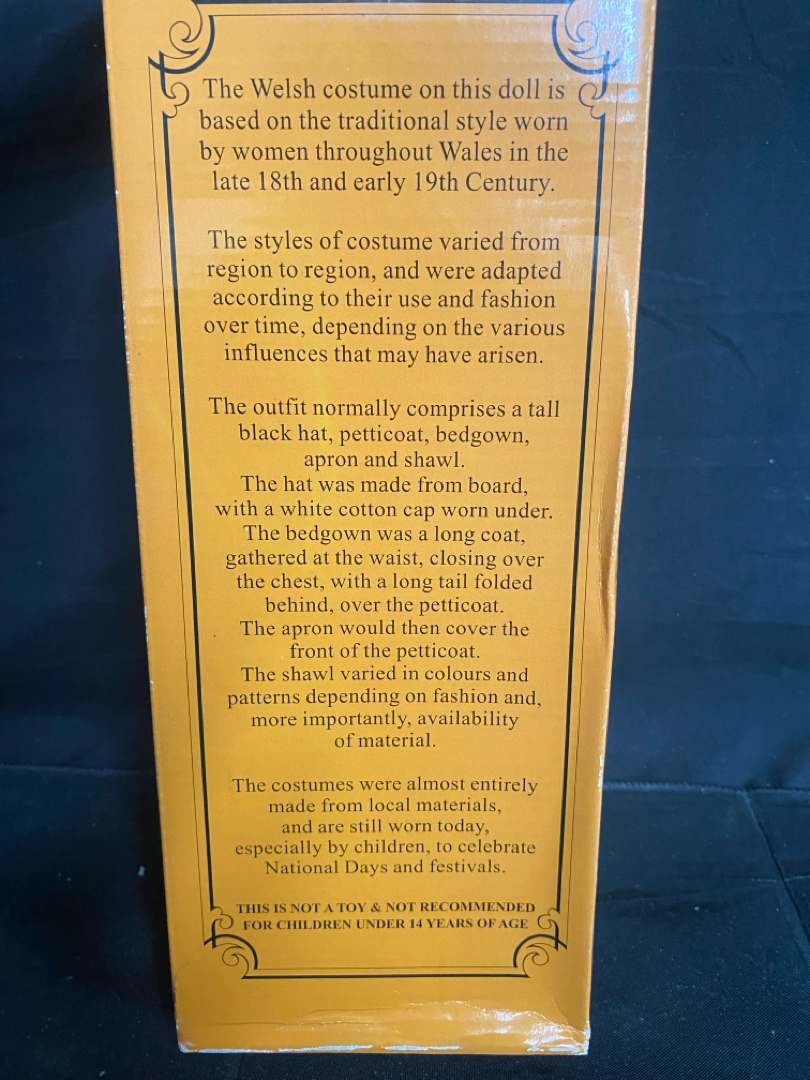 The Welsh costume on this doll is
based on the traditional style worn
by women throughout Wales in the
late 18th and early 19th Century.
The styles of costume varied from
region to region, and were adapted
according to their use and fashion
over time, depending on the various
influences that may have arisen.
The outfit normally comprises a tall
black hat, petticoat, bedgown,
apron and shawl.
The hat was made from board,
with a white cotton cap worn under.
The bedgown was a long coat,
gathered at the waist, closing over
the chest, with a long tail folded
behind, over the petticoat.
The apron would then cover the
front of the petticoat.
The shawl varied in colours and
patterns depending on fashion and,
more importantly, availability
of material.
The costumes were almost entirely
made from local materials,
and are still worn today,
especially by children, to celebrate
National Days and festivals.
THIS IS NOT A TOY & NOT RECOMMENDED
FOR CHILDREN UNDER 14 YEARS OF AGE